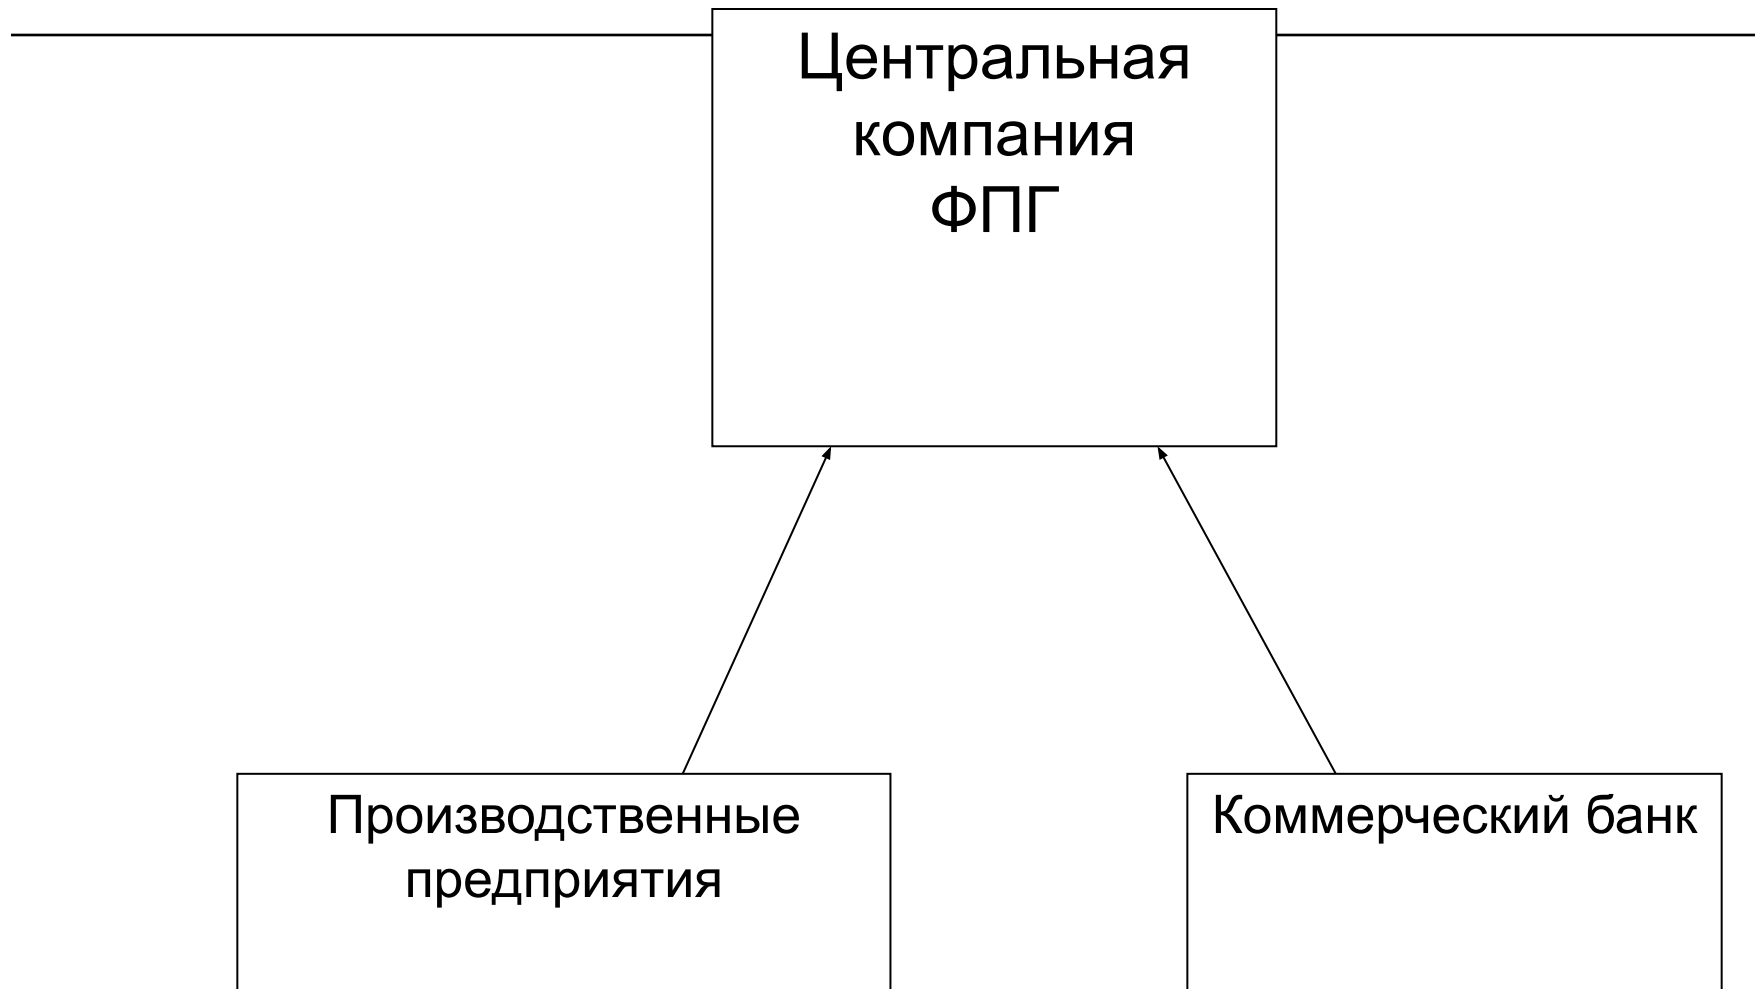 Центральная
компания
ФПГ
Производственные
предприятия
Коммерческий банк